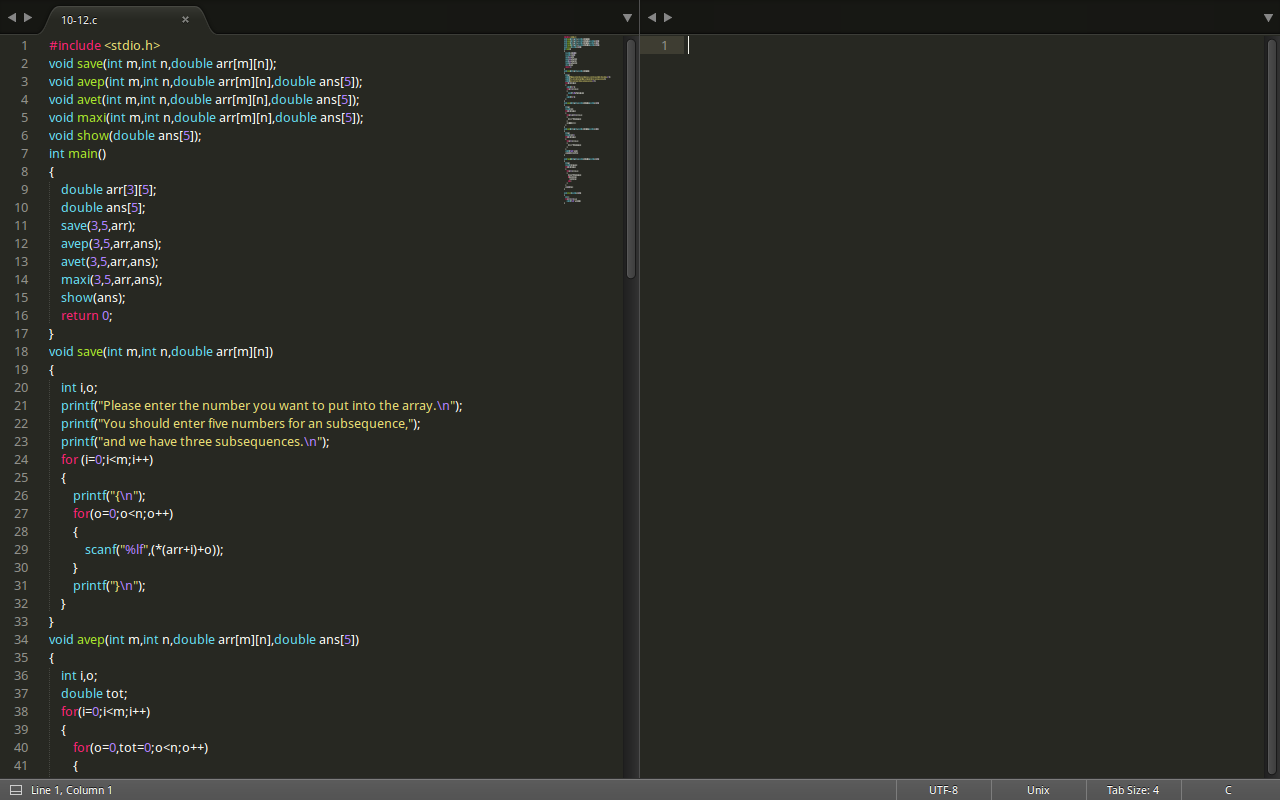 10-12.c ×
1 #include <stdio.h>
2 void save(int m,int n,double arr[m][n]);
3 void avep(int m,int n,double arr[m][n],double ans[5]);
4 void avet(int m,int n,double arr[m][n],double ans[5]);
5 void maxi(int m,int n,double arr[m][n],double ans[5]);
6 void show(double ans[5]);
7 int main()
8 {
9 double arr[3][5];
10 double ans[5];
11 save(3,5,arr);
12 avep(3,5,arr,ans);
13 avet(3,5,arr,ans);
14 maxi(3,5,arr,ans);
15 show(ans);
16 return 0;
17 }
18 void save(int m,int n,double arr[m][n])
19 {
20 int i,o;
21 printf("Please enter the number you want to put into the array.\n");
22 printf("You should enter five numbers for an subsequence,");
23 printf("and we have three subsequences.\n");
24 for (i=0;i<m;i++)
25 {
26 printf("{\n");
27 for(o=0;o<n;o++)
28 {
29 scanf("%lf",(*(arr+i)+o));
30 }
31 printf("}\n");
32 }
33 }
34 void avep(int m,int n,double arr[m][n],double ans[5])
35 {
36 int i,o;
37 double tot;
38 for(i=0;i<m;i++)
39 {
40 for(o=0,tot=0;o<n;o++)
41 {
1
Line 1, Column 1 UTF-8 Unix Tab Size: 4 C